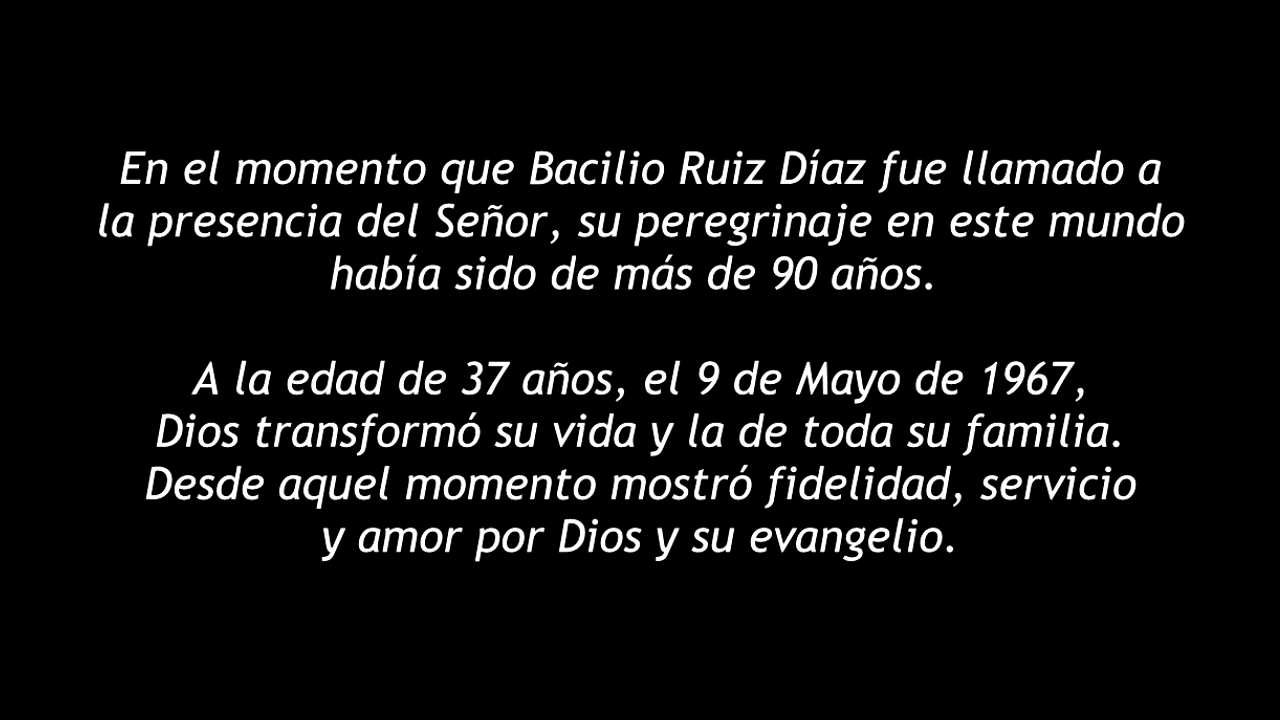 En el momento que Bacilio Ruiz Díaz fue llamado a
la presencia del Señor, su peregrinaje en este mundo
había sido de más de 90 años.
A la edad de 37 años, el 9 de Mayo de 1967,
Dios transformó su vida y la de toda su familia.
Desde aquel momento mostró fidelidad, servicio
y amor por Dios y su evangelio.